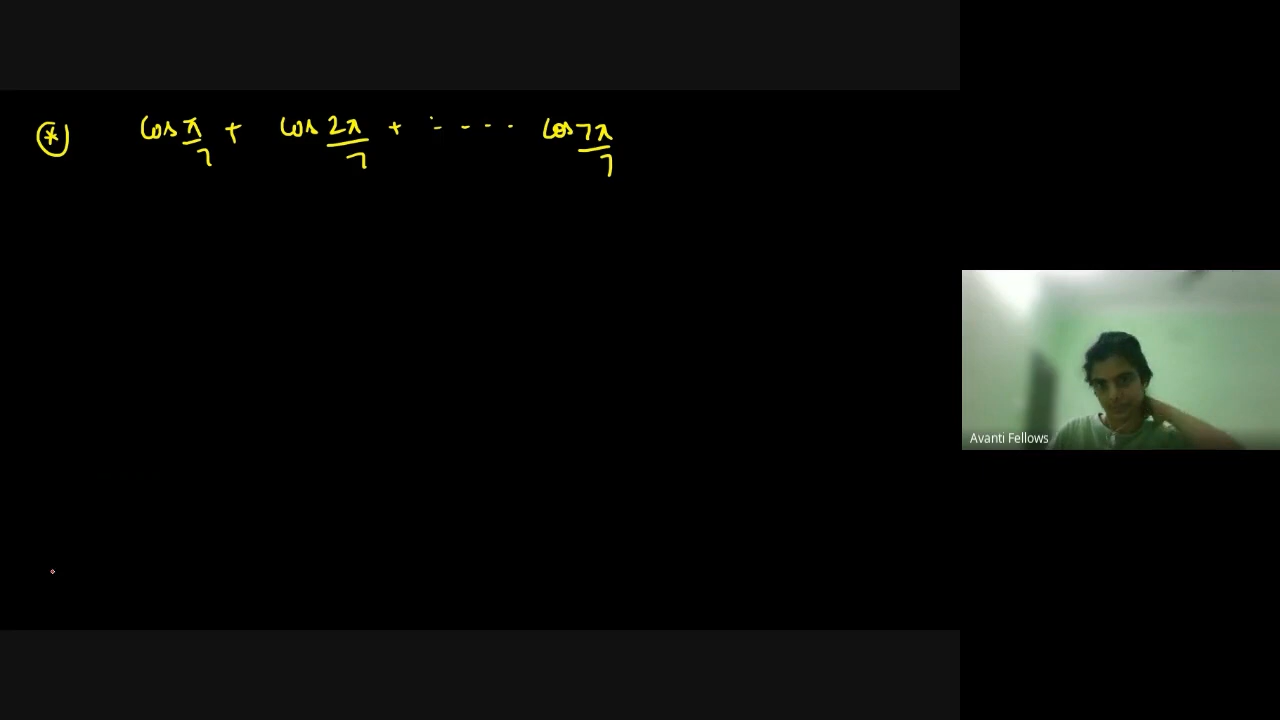 * cos π/7 + cos 2π/7 + ----- cos 7π/7
Avanti Fellows